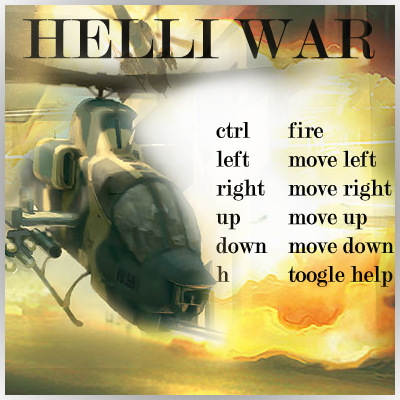 HELLI WAR
ctrl fire
left move left
right move right
up move up
down move down
h toogle help